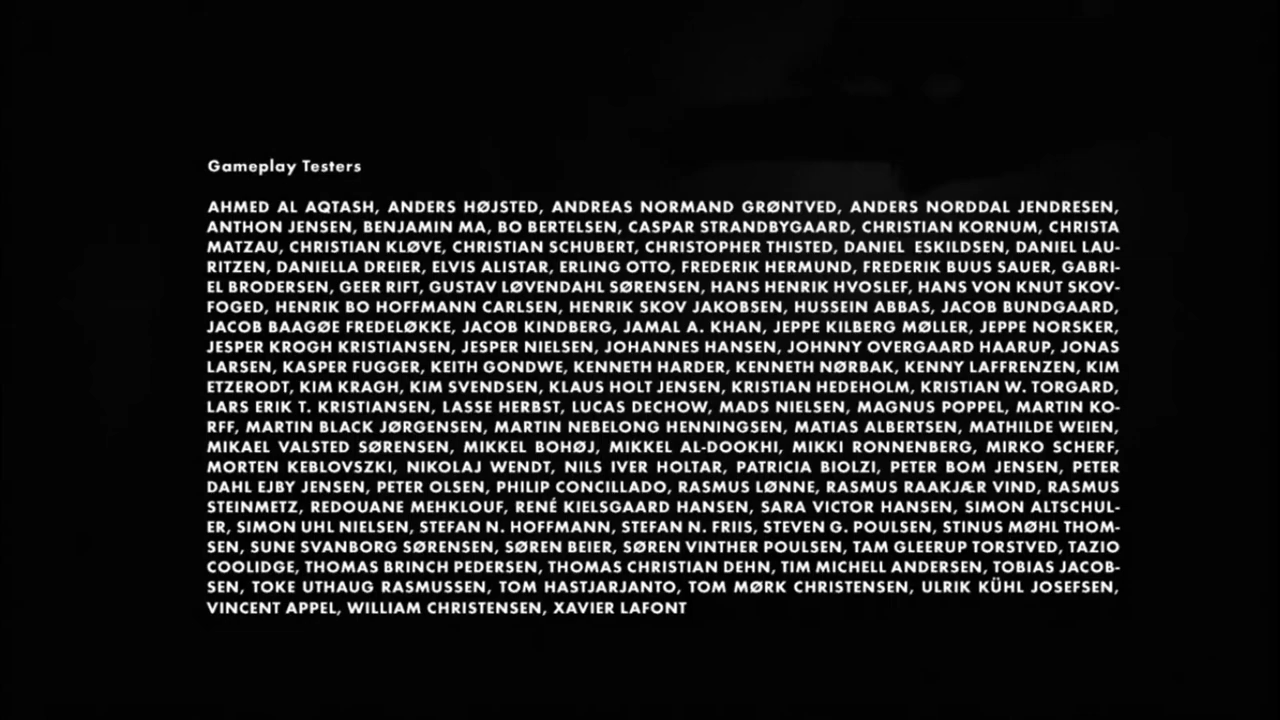 Gameplay Testers
AHMED AL AQTASH, ANDERS HØJSTED, ANDREAS NORMAND GRØNTVED, ANDERS NORDDAL JENDRESEN,
ANTHON JENSEN, BENJAMIN MA, BO BERTELSEN, CASPAR STRANDBYGAARD, CHRISTIAN KORNUM, CHRISTA
MATZAU, CHRISTIAN KLØVE, CHRISTIAN SCHUBERT, CHRISTOPHER THISTED, DANIEL ESKILDSEN, DANIEL LAU-
RITZEN, DANIELLA DREIER, ELVIS ALISTAR, ERLING OTTO, FREDERIK HERMUND, FREDERIK BUUS SAUER, GABRI-
EL BRODERSEN, GEER RIFT, GUSTAV LØVENDAHL SØRENSEN, HANS HENRIK HVOSLEF, HANS VON KNUT SKOV-
FOGED, HENRIK BO HOFFMANN CARLSEN, HENRIK SKOV JAKOBSEN, HUSSEIN ABBAS, JACOB BUNDGAARD,
JACOB BAAGØE FREDELØKKE, JACOB KINDBERG, JAMAL A. KHAN, JEPPE KILBERG MØLLER, JEPPE NORSKER,
JESPER KROGH KRISTIANSEN, JESPER NIELSEN, JOHANNES HANSEN, JOHNNY OVERGAARD HAARUP, JONAS
LARSEN, KASPER FUGGER, KEITH GONDWE, KENNETH HARDER, KENNETH NØRBAK, KENNY LAFFRENZEN, KIM
ETZERODT, KIM KRAGH, KIM SVENDSEN, KLAUS HOLT JENSEN, KRISTIAN HEDEHOLM, KRISTIAN W. TORGARD,
LARS ERIK T. KRISTIANSEN, LASSE HERBST, LUCAS DECHOW, MADS NIELSEN, MAGNUS POPPEL, MARTIN KO-
RFF, MARTIN BLACK JØRGENSEN, MARTIN NEBELONG HENNINGSEN, MATIAS ALBERTSEN, MATHILDE WEIEN,
MIKAEL VALSTED SØRENSEN, MIKKEL BOHØJ, MIKKEL AL-DOOKHI, MIKKI RONNENBERG, MIRKO SCHERF,
MORTEN KEBLOVSZKI, NIKOLAJ WENDT, NILS IVER HOLTAR, PATRICIA BIOLZI, PETER BOM JENSEN, PETER
DAHL EJBY JENSEN, PETER OLSEN, PHILIP CONCILLADO, RASMUS LØNNE, RASMUS RAAKJÆR VIND, RASMUS
STEINMETZ, REDOUANE MEHKLOUF, RENÉ KIELSGAARD HANSEN, SARA VICTOR HANSEN, SIMON ALTSCHUL-
ER, SIMON UHL NIELSEN, STEFAN N. HOFFMANN, STEFAN N. FRIIS, STEVEN G. POULSEN, STINUS MØHL THOM-
SEN, SUNE SVANBORG SØRENSEN, SØREN BEIER, SØREN VINTHER POULSEN, TAM GLEERUP TORSTVED, TAZIO
COOLIDGE, THOMAS BRINCH PEDERSEN, THOMAS CHRISTIAN DEHN, TIM MICHELL ANDERSEN, TOBIAS JACOB-
SEN, TOKE UTHAUG RASMUSSEN, TOM HASTJARJANTO, TOM MØRK CHRISTENSEN, ULRIK KÜHL JOSEFSEN,
VINCENT APPEL, WILLIAM CHRISTENSEN, XAVIER LAFONT